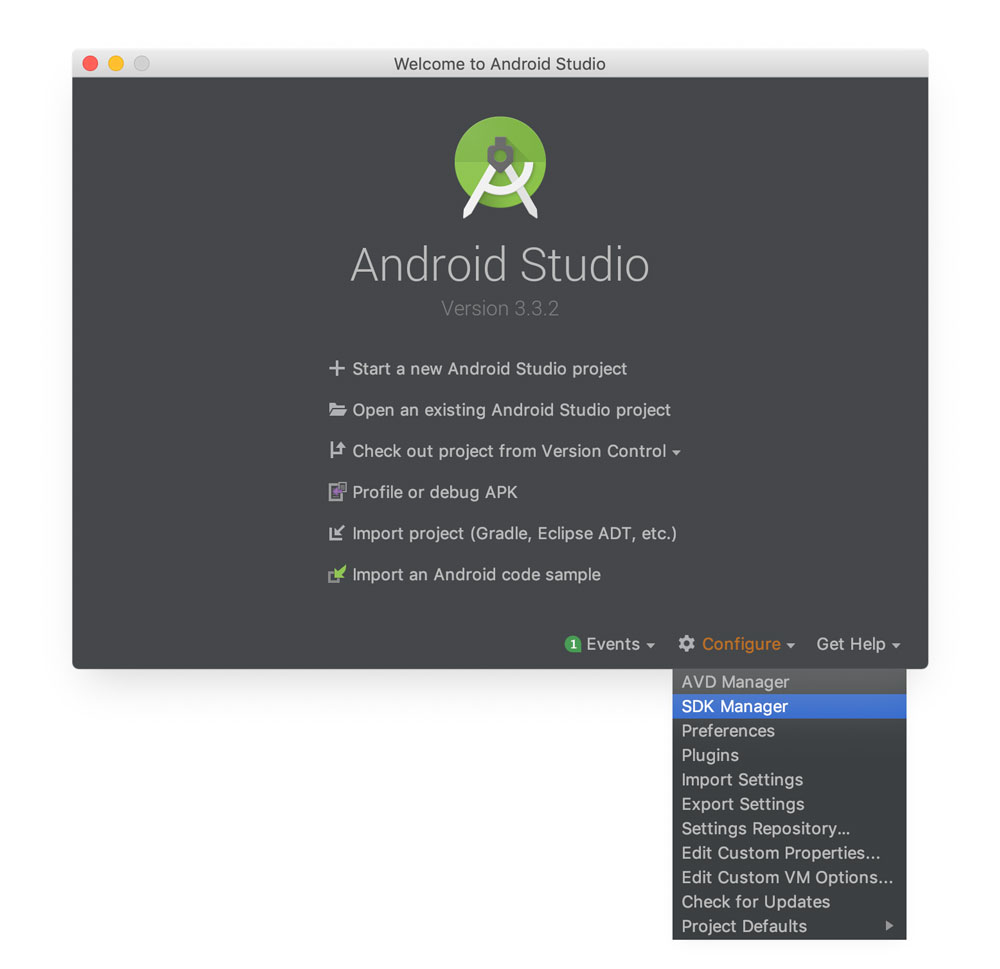 Welcome to Android Studio
Android Studio
Version 3.3.2
Start a new Android Studio project
Open an existing Android Studio project
Check out project from Version Control
Profile or debug APK
Import project (Gradle, Eclipse ADT, etc.)
Import an Android code sample
1 Events Configure Get Help
AVD Manager
SDK Manager
Preferences
Plugins
Import Settings
Export Settings
Settings Repository...
Edit Custom Properties...
Edit Custom VM Options...
Check for Updates
Project Defaults